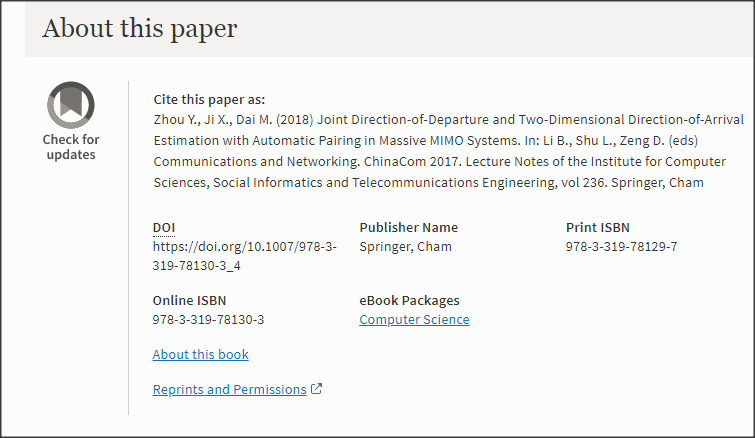 About this paper
Check for
updates
Cite this paper as:
Zhou Y., Ji X., Dai M. (2018) Joint Direction-of-Departure and Two-Dimensional Direction-of-Arrival
Estimation with Automatic Pairing in Massive MIMO Systems. In: Li B., Shu L., Zeng D. (eds)
Communications and Networking. ChinaCom 2017. Lecture Notes of the Institute for Computer
Sciences, Social Informatics and Telecommunications Engineering, vol 236. Springer, Cham
DOI
https://doi.org/10.1007/978-3-
319-78130-3_4
Publisher Name
Springer, Cham
Print ISBN
978-3-319-78129-7
Online ISBN
978-3-319-78130-3
eBook Packages
Computer Science
About this book
Reprints and Permissions